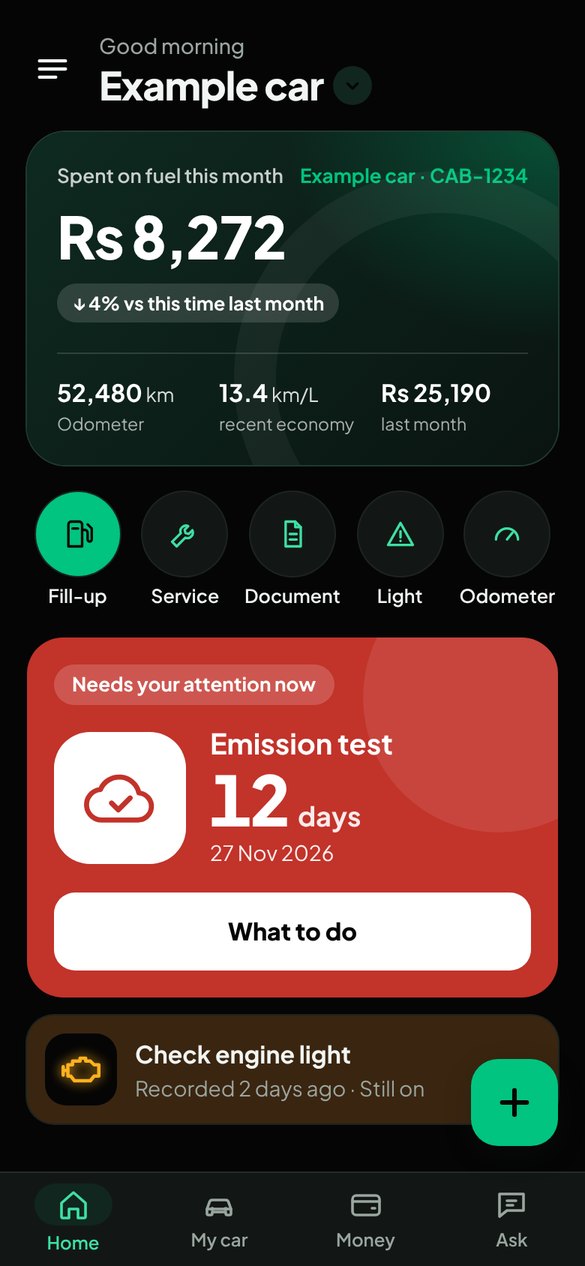 Good morning
Example car
Spent on fuel this month
Example car · CAB-1234
Rs 8,272
↓ 4% vs this time last month
52,480 km
13.4 km/L
Rs 25,190
Odometer
recent economy
last month
Fill-up
Service
Document
Light
Odometer
Needs your attention now
Emission test
12 days
27 Nov 2026
What to do
Check engine light
Recorded 2 days ago · Still on
Home
My car
Money
Ask